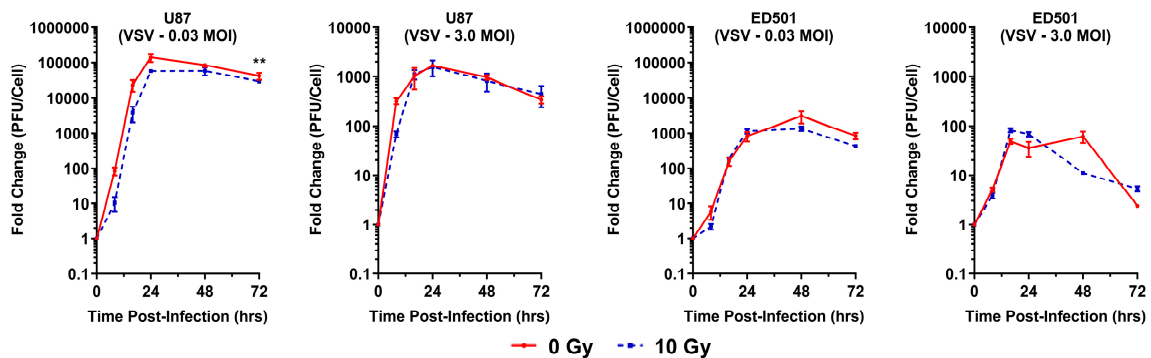 U87
(VSV - 0.03 MOI)
Fold Change (PFU/Cell)
1000000
100000
10000
1000
100
10
1
0.1
**
0 24 48 72
Time Post-Infection (hrs)
U87
(VSV - 3.0 MOI)
Fold Change (PFU/Cell)
10000
1000
100
10
1
0.1
0 24 48 72
Time Post-Infection (hrs)
ED501
(VSV - 0.03 MOI)
Fold Change (PFU/Cell)
1000000
100000
10000
1000
100
10
1
0.1
0 24 48 72
Time Post-Infection (hrs)
ED501
(VSV - 3.0 MOI)
Fold Change (PFU/Cell)
10000
1000
100
10
1
0.1
0 24 48 72
Time Post-Infection (hrs)
0 Gy 10 Gy